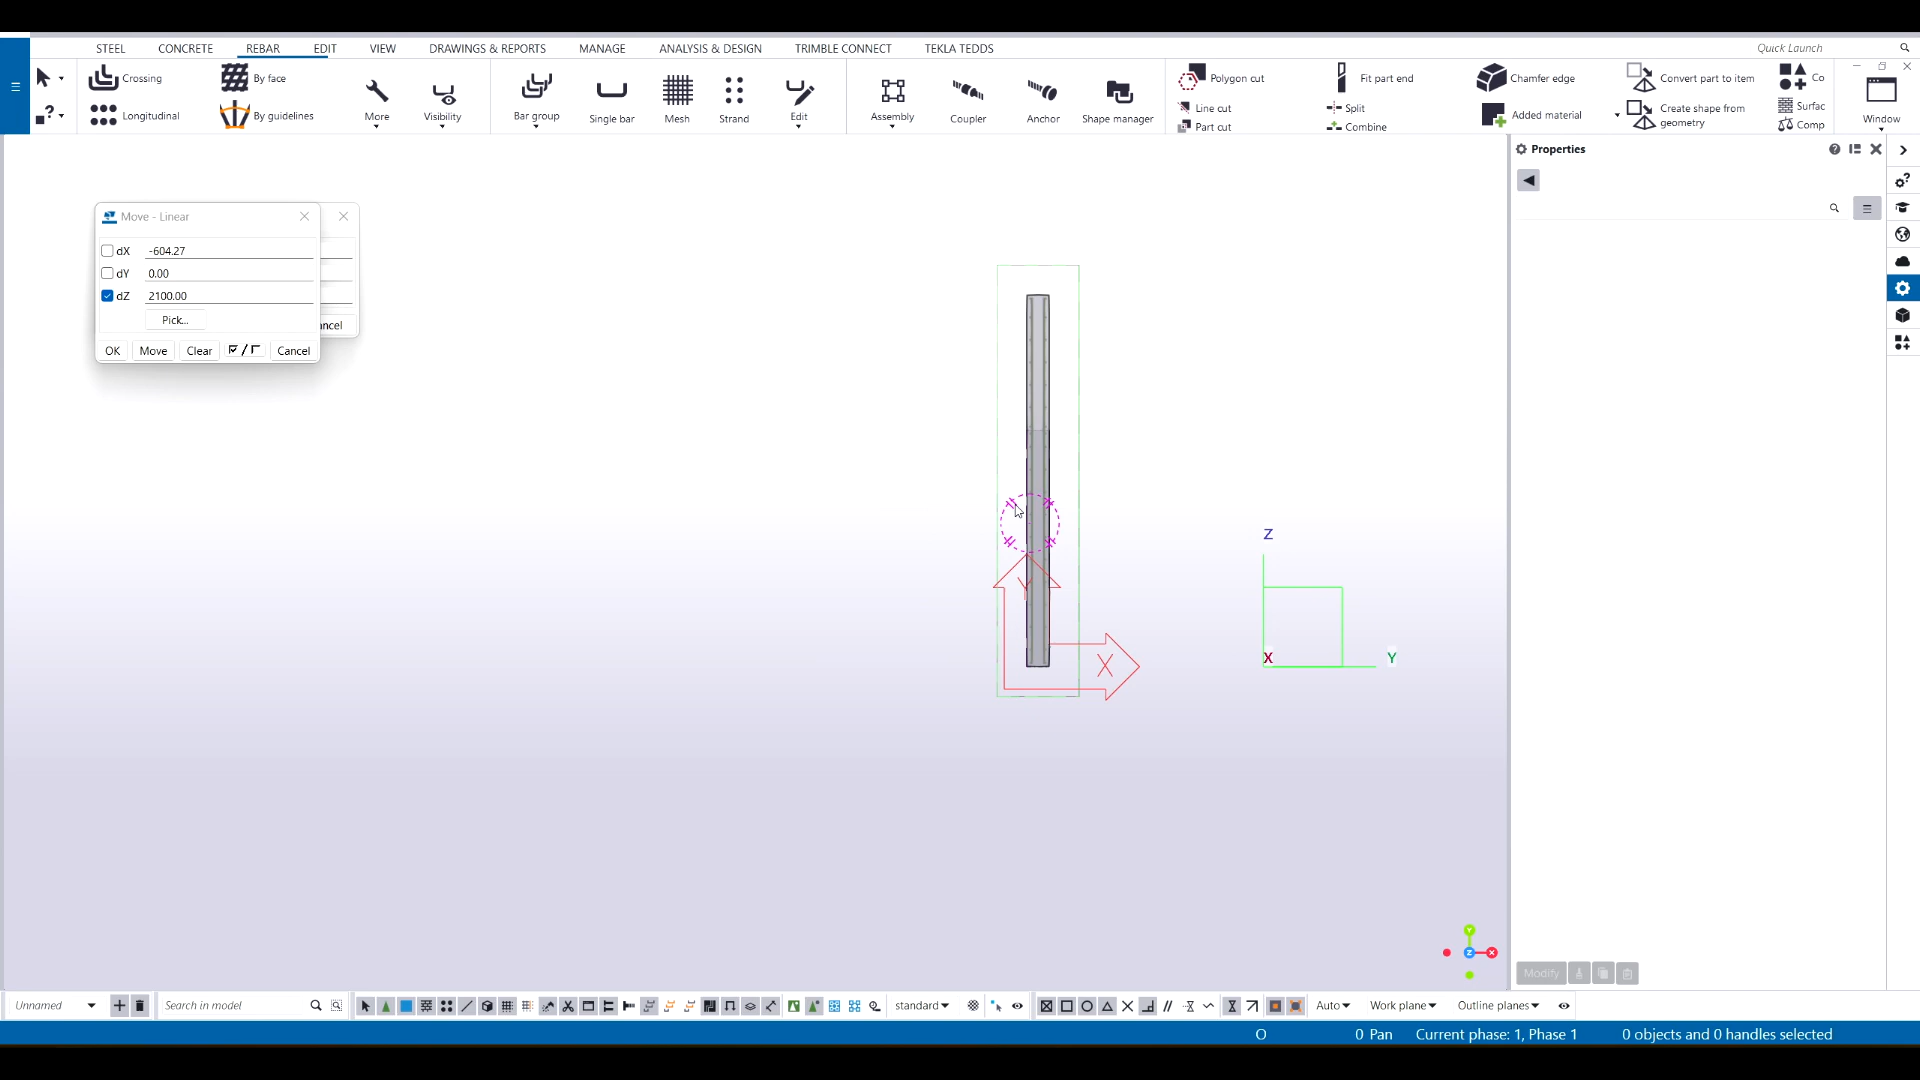 STEEL CONCRETE REBAR EDIT VIEW DRAWINGS & REPORTS MANAGE ANALYSIS & DESIGN TRIMBLE CONNECT TEKLA TEDDS Quick Launch
Crossing By face Polygon cut Fit part end Chamfer edge Convert part to item Co
Longitudinal By guidelines More Visibility Bar group Single bar Mesh Strand Edit Assembly Coupler Anchor Shape manager Line cut Split Added material Create shape from geometry Surfac Window
Part cut Combine Comp
Properties
Move - Linear
dX -604.27
dY 0.00
dZ 2100.00
Pick...
ncel
OK Move Clear / Cancel
Z
Y
X
X Y
Y
Z X
Modify
Unnamed Search in model standard Auto Work plane Outline planes
O 0 Pan Current phase: 1, Phase 1 0 objects and 0 handles selected